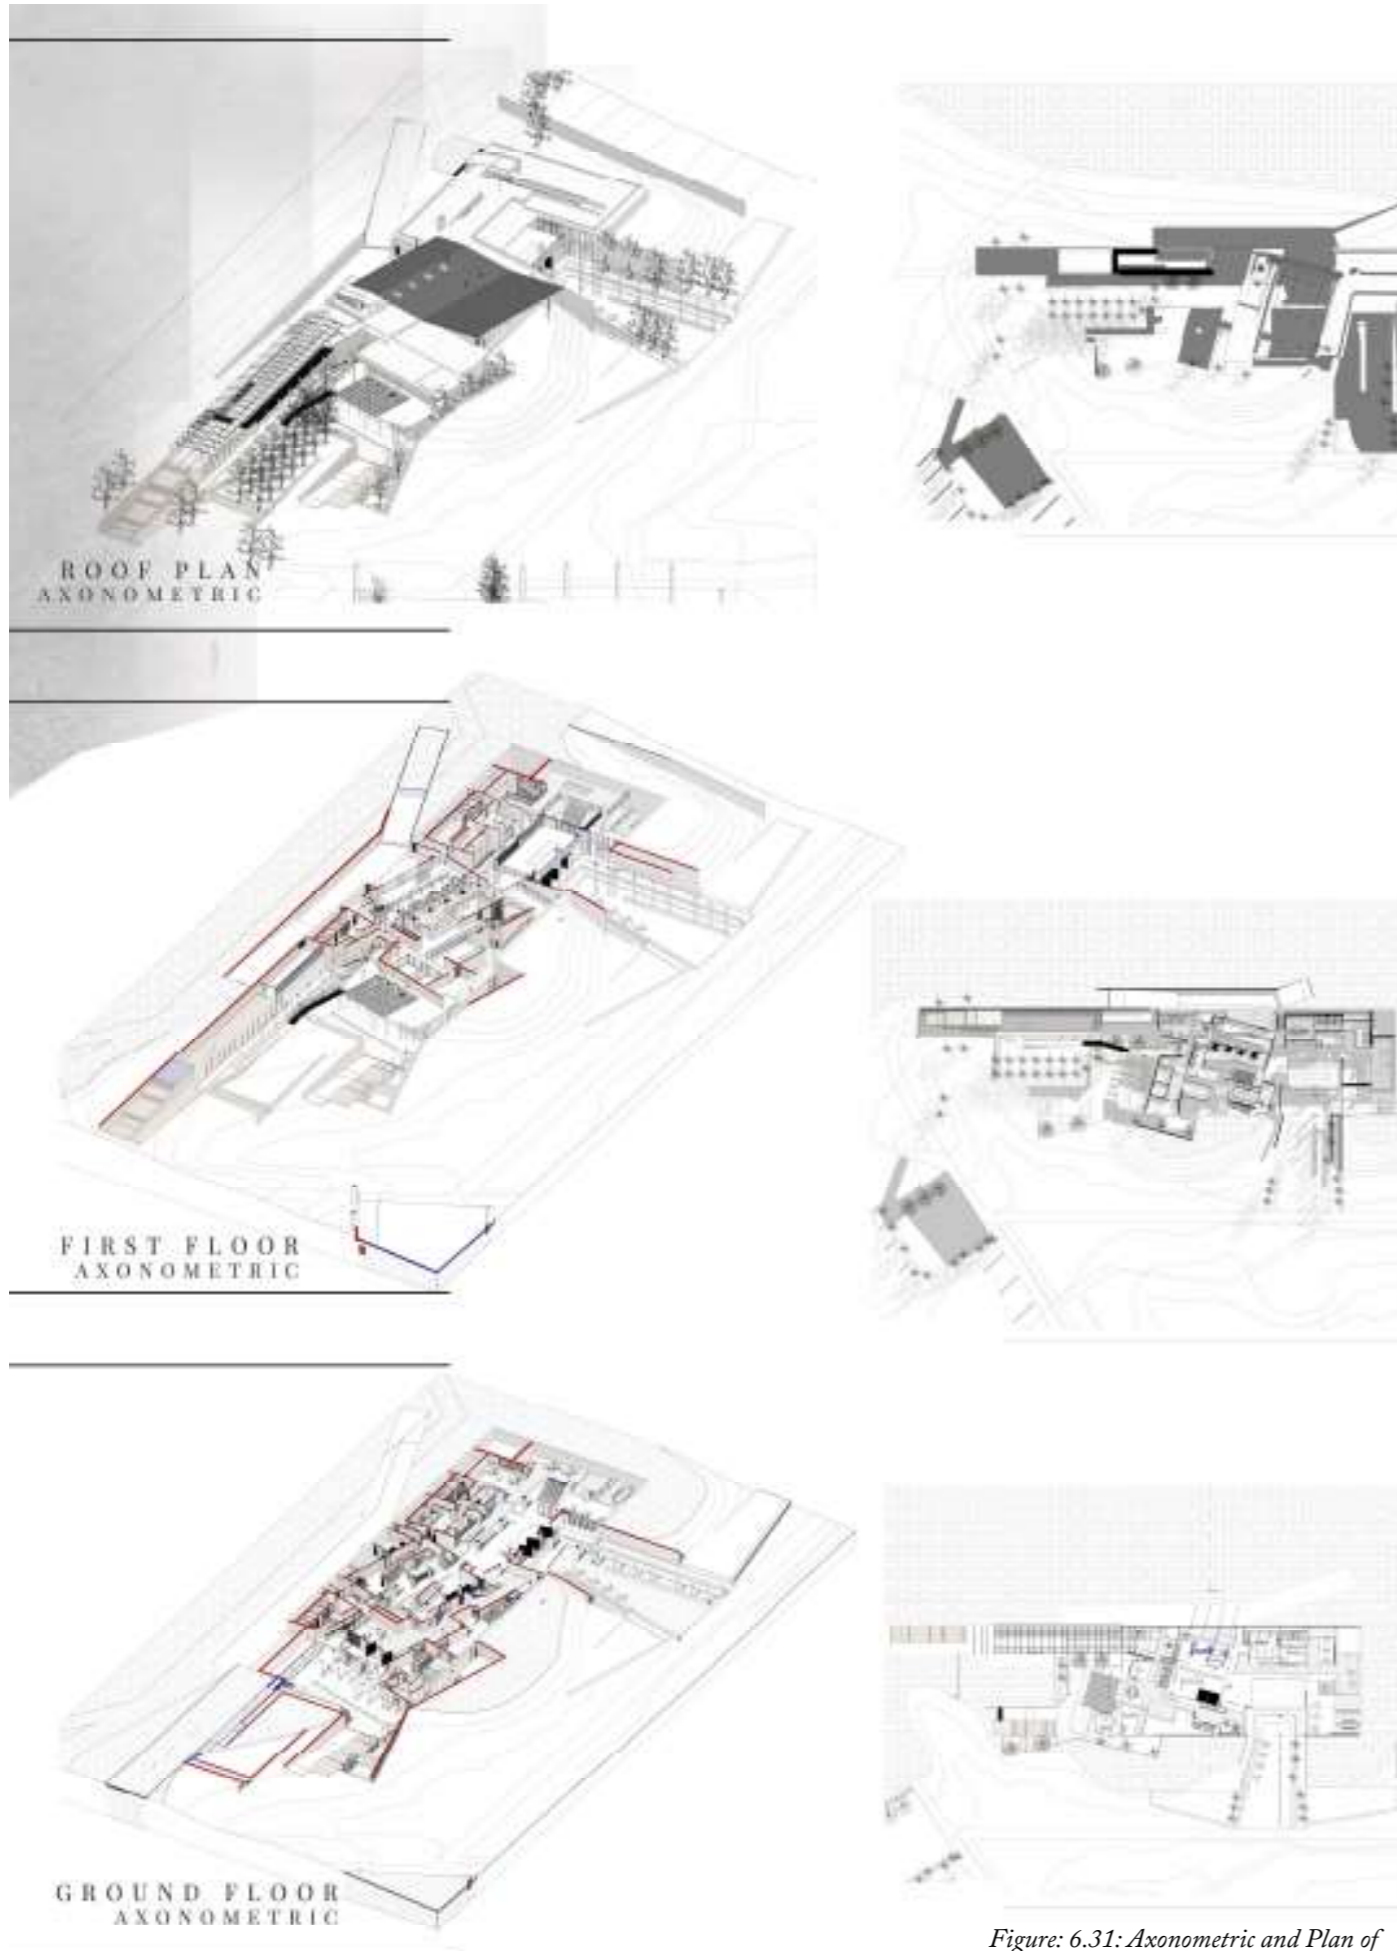 ROOF PLAN
AXONOMETRIC
FIRST FLOOR
AXONOMETRIC
GROUND FLOOR
AXONOMETRIC
Figure: 6.31: Axonometric and Plan of